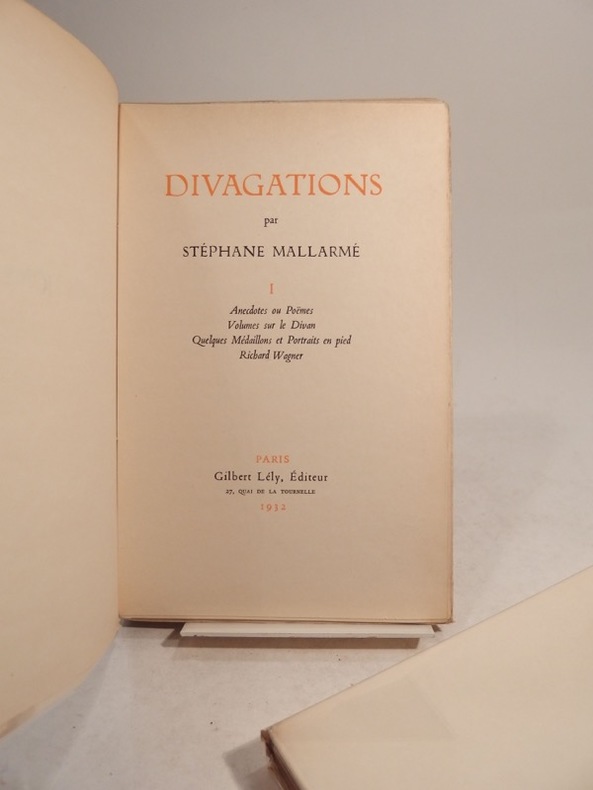 DIVAGATIONS
par
STÉPHANE MALLARMÉ
I
Anecdotes ou Poëmes
Volumes sur le Divan
Quelques Médaillons et Portraits en pied
Richard Wagner
PARIS
Gilbert Lély, Éditeur
27, QUAI DE LA TOURNELLE
1932